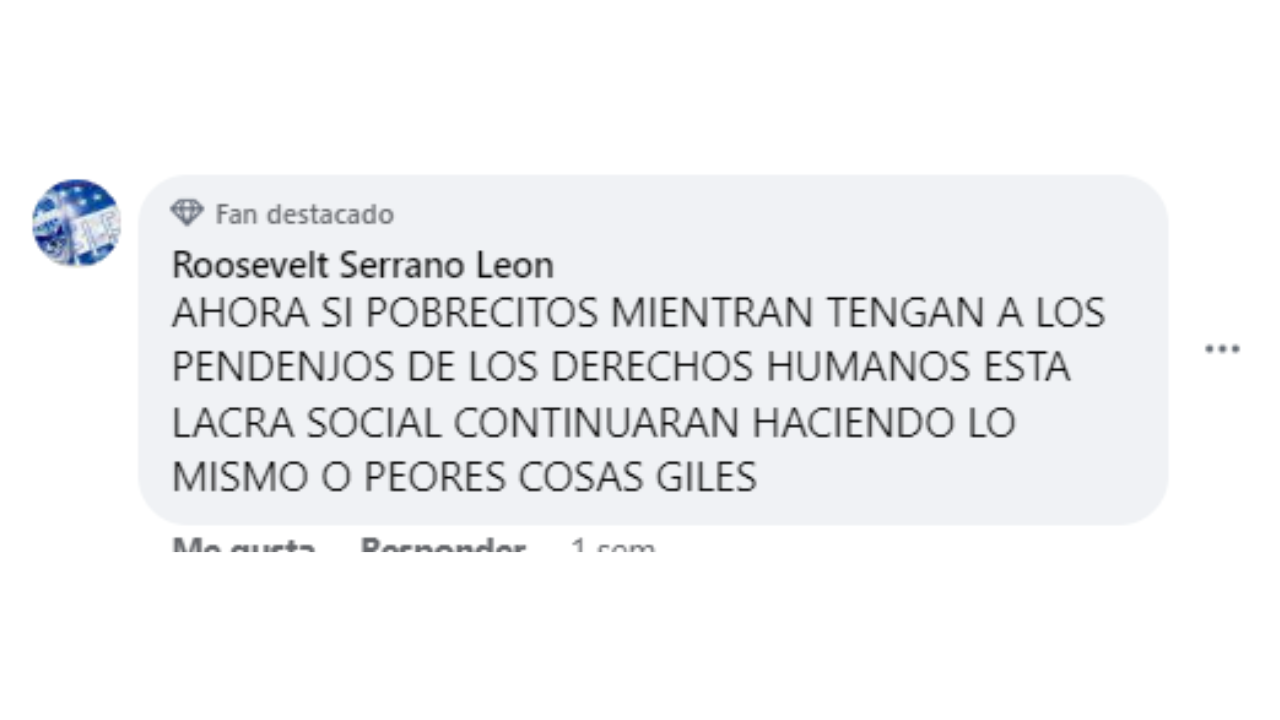 Fan destacado
Roosevelt Serrano Leon
AHORA SI POBRECITOS MIENTRAN TENGAN A LOS
PENDENJOS DE LOS DERECHOS HUMANOS ESTA
LACRA SOCIAL CONTINUARAN HACIENDO LO
MISMO O PEORES COSAS GILES
Me gusta Responder 1 sem